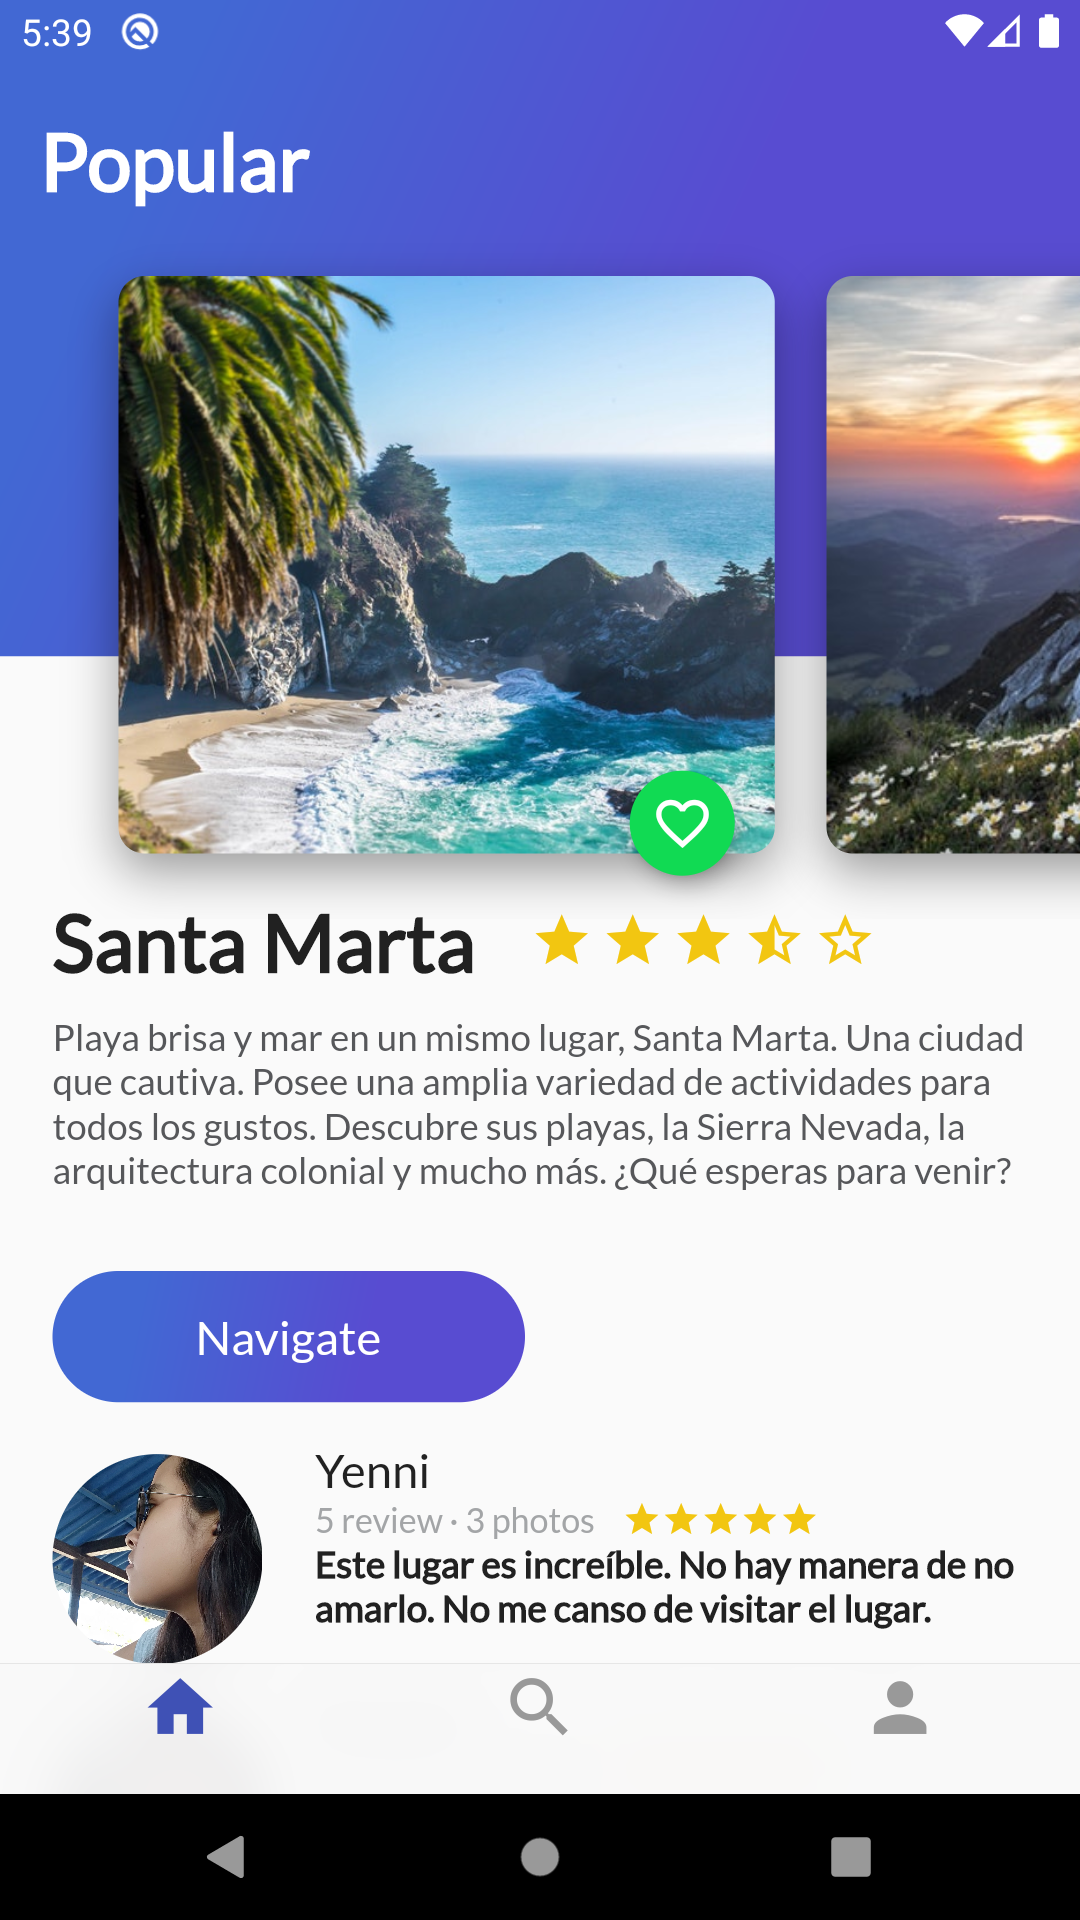 5:39
Popular
Santa Marta
Playa brisa y mar en un mismo lugar, Santa Marta. Una ciudad
que cautiva. Posee una amplia variedad de actividades para
todos los gustos. Descubre sus playas, la Sierra Nevada, la
arquitectura colonial y mucho más. ¿Qué esperas para venir?
Navigate
Yenni
5 review · 3 photos
Este lugar es increíble. No hay manera de no
amarlo. No me canso de visitar el lugar.